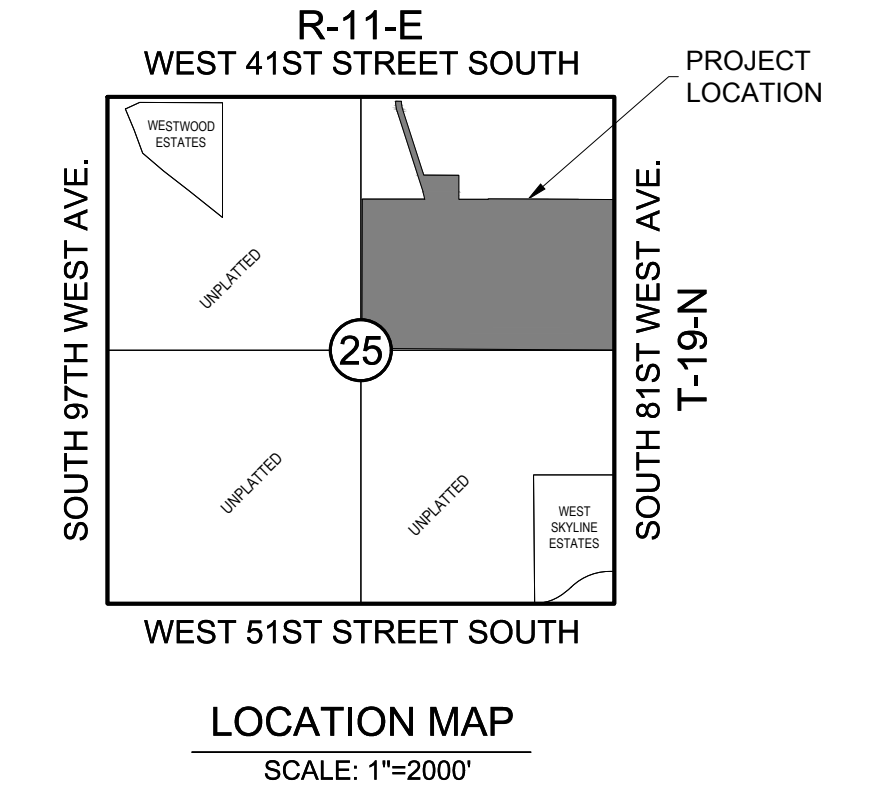 R-11-E
WEST 41ST STREET SOUTH
PROJECT
LOCATION
WESTWOOD
ESTATES
SOUTH 97TH WEST AVE.
UNPLATTED
SOUTH 81ST WEST AVE.
T-19-N
25
UNPLATTED
UNPLATTED
WEST
SKYLINE
ESTATES
WEST 51ST STREET SOUTH
LOCATION MAP
SCALE: 1"=2000'